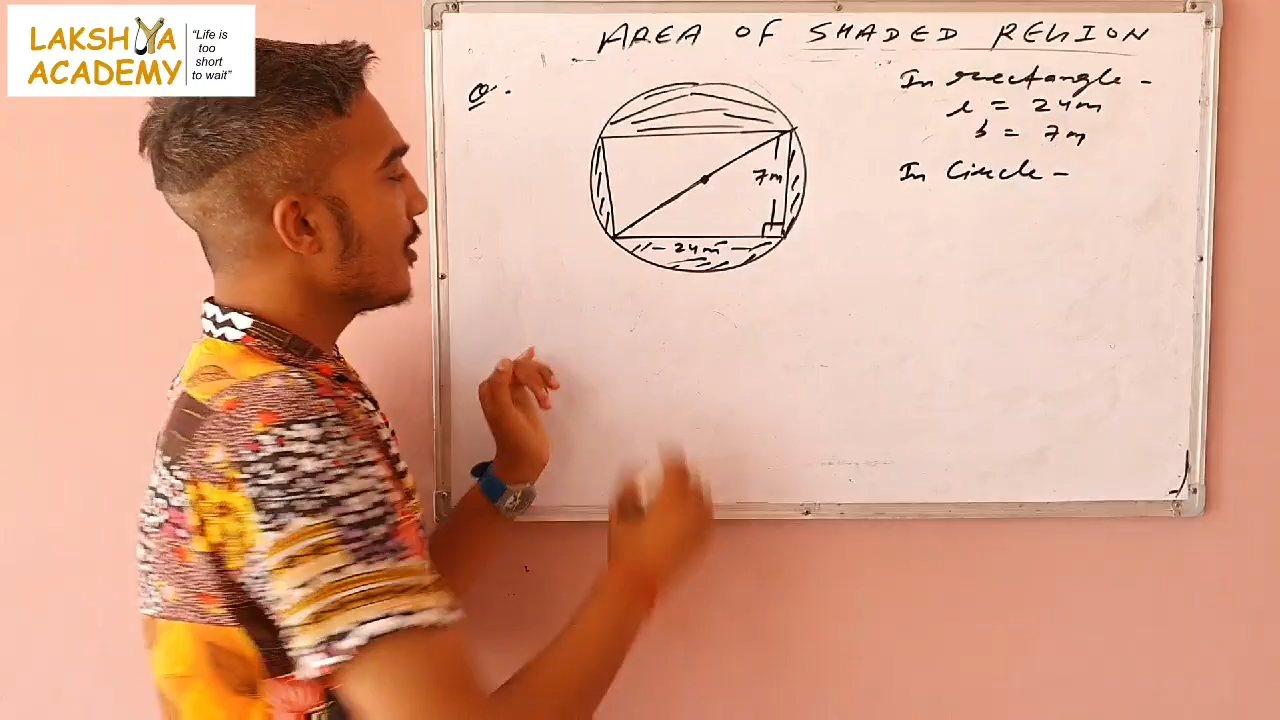 LAKSHYA
ACADEMY
"Life is
too
short
to wait"
AREA OF SHADED REGION
Q.
In rectangle -
l = 24m
b = 7m
In Circle -
7m
24m